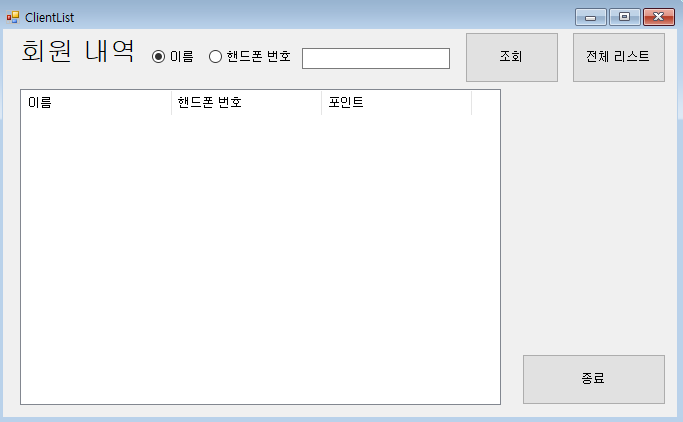 ClientList
회원 내역 이름 핸드폰 번호 조회 전체 리스트
이름 핸드폰 번호 포인트
종료